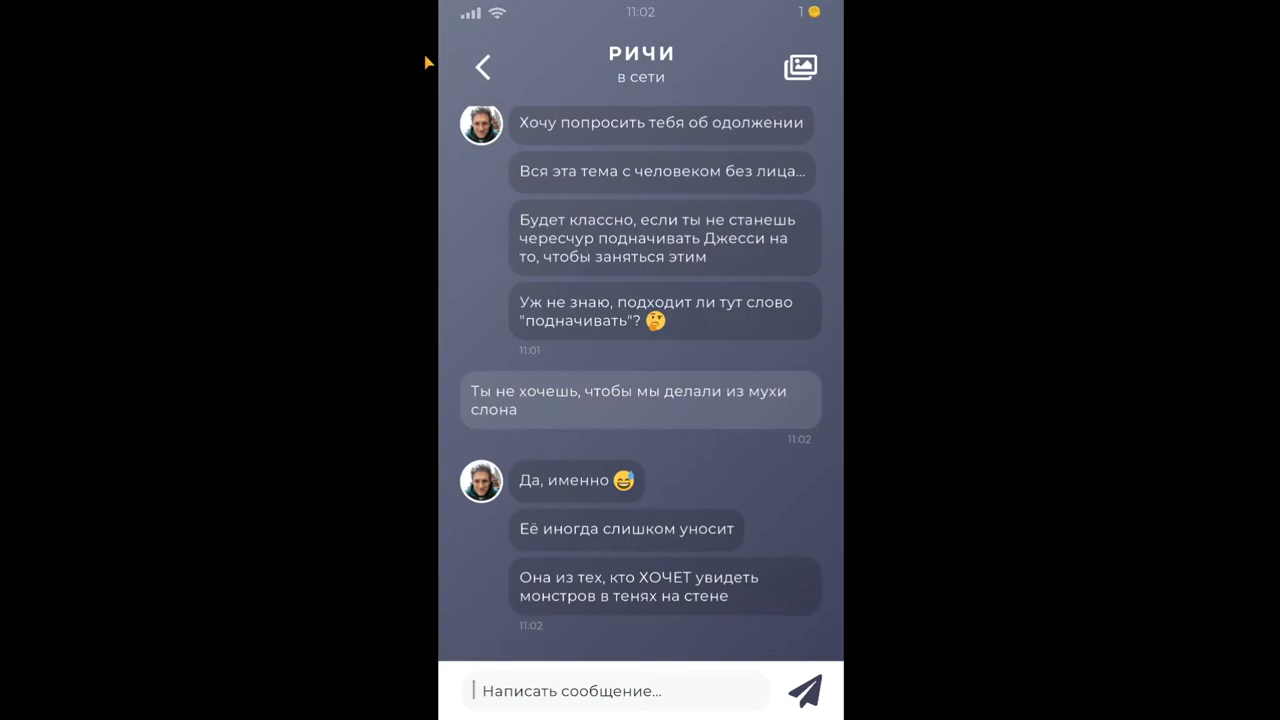 11:02
1
РИЧИ
в сети
Хочу попросить тебя об одолжении
Вся эта тема с человеком без лица...
Будет классно, если ты не станешь
чересчур подначивать Джесси на
то, чтобы заняться этим
Уж не знаю, подходит ли тут слово
"подначивать"? 🤔
11:01
Ты не хочешь, чтобы мы делали из мухи
слона
11:02
Да, именно 😅
Её иногда слишком уносит
Она из тех, кто ХОЧЕТ увидеть
монстров в тенях на стене
11:02
Написать сообщение...